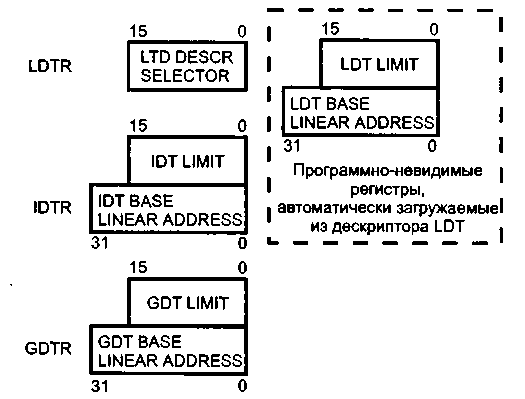 15 0
LDTR
LTD DESCR
SELECTOR
15 0
LDT LIMIT
LDT BASE
LINEAR ADDRESS
31 0
Программно-невидимые
регистры,
автоматически загружаемые
из дескриптора LDT
15 0
IDT LIMIT
IDTR
IDT BASE
LINEAR ADDRESS
31 0
15 0
GDT LIMIT
GDTR
GDT BASE
LINEAR ADDRESS
31 0